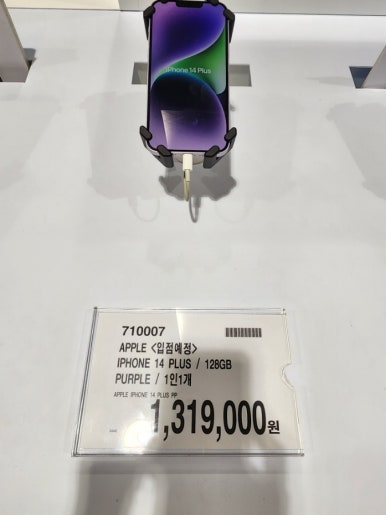 iPhone 14 Plus
710007
APPLE <입점예정>
IPHONE 14 PLUS / 128GB
PURPLE / 1인1개
APPLE IPHONE 14 PLUS PP
1,319,000원